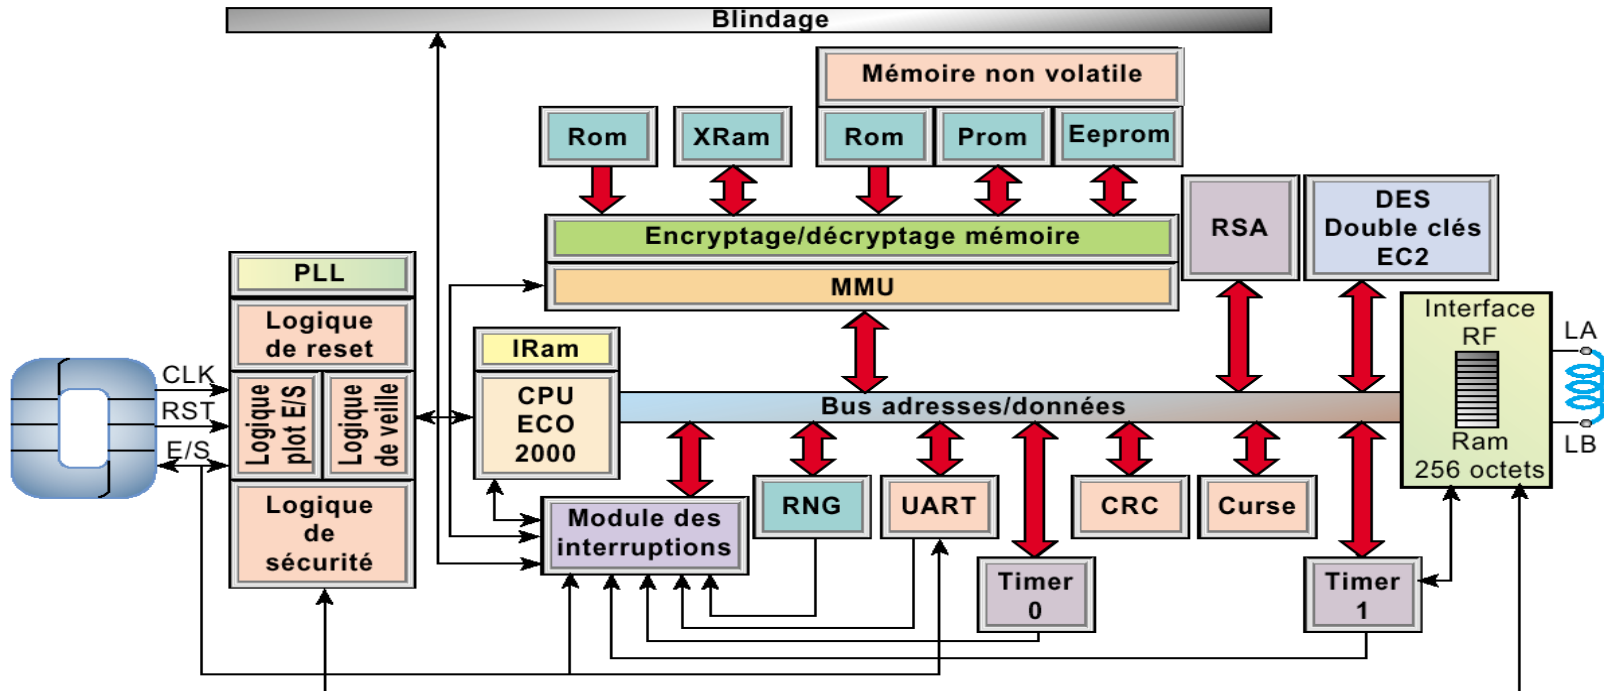 Blindage
Mémoire non volatile
Rom
XRam
Rom
Prom
Eeprom
RSA
DES
Double clés
EC2
Encryptage/décryptage mémoire
MMU
PLL
Logique
de reset
Logique
plot E/S
Logique
de veille
Logique
de
sécurité
CLK
RST
E/S
IRam
CPU
ECO
2000
Bus adresses/données
Interface
RF
Ram
256 octets
LA
LB
Module des
interruptions
RNG
UART
CRC
Curse
Timer
0
Timer
1